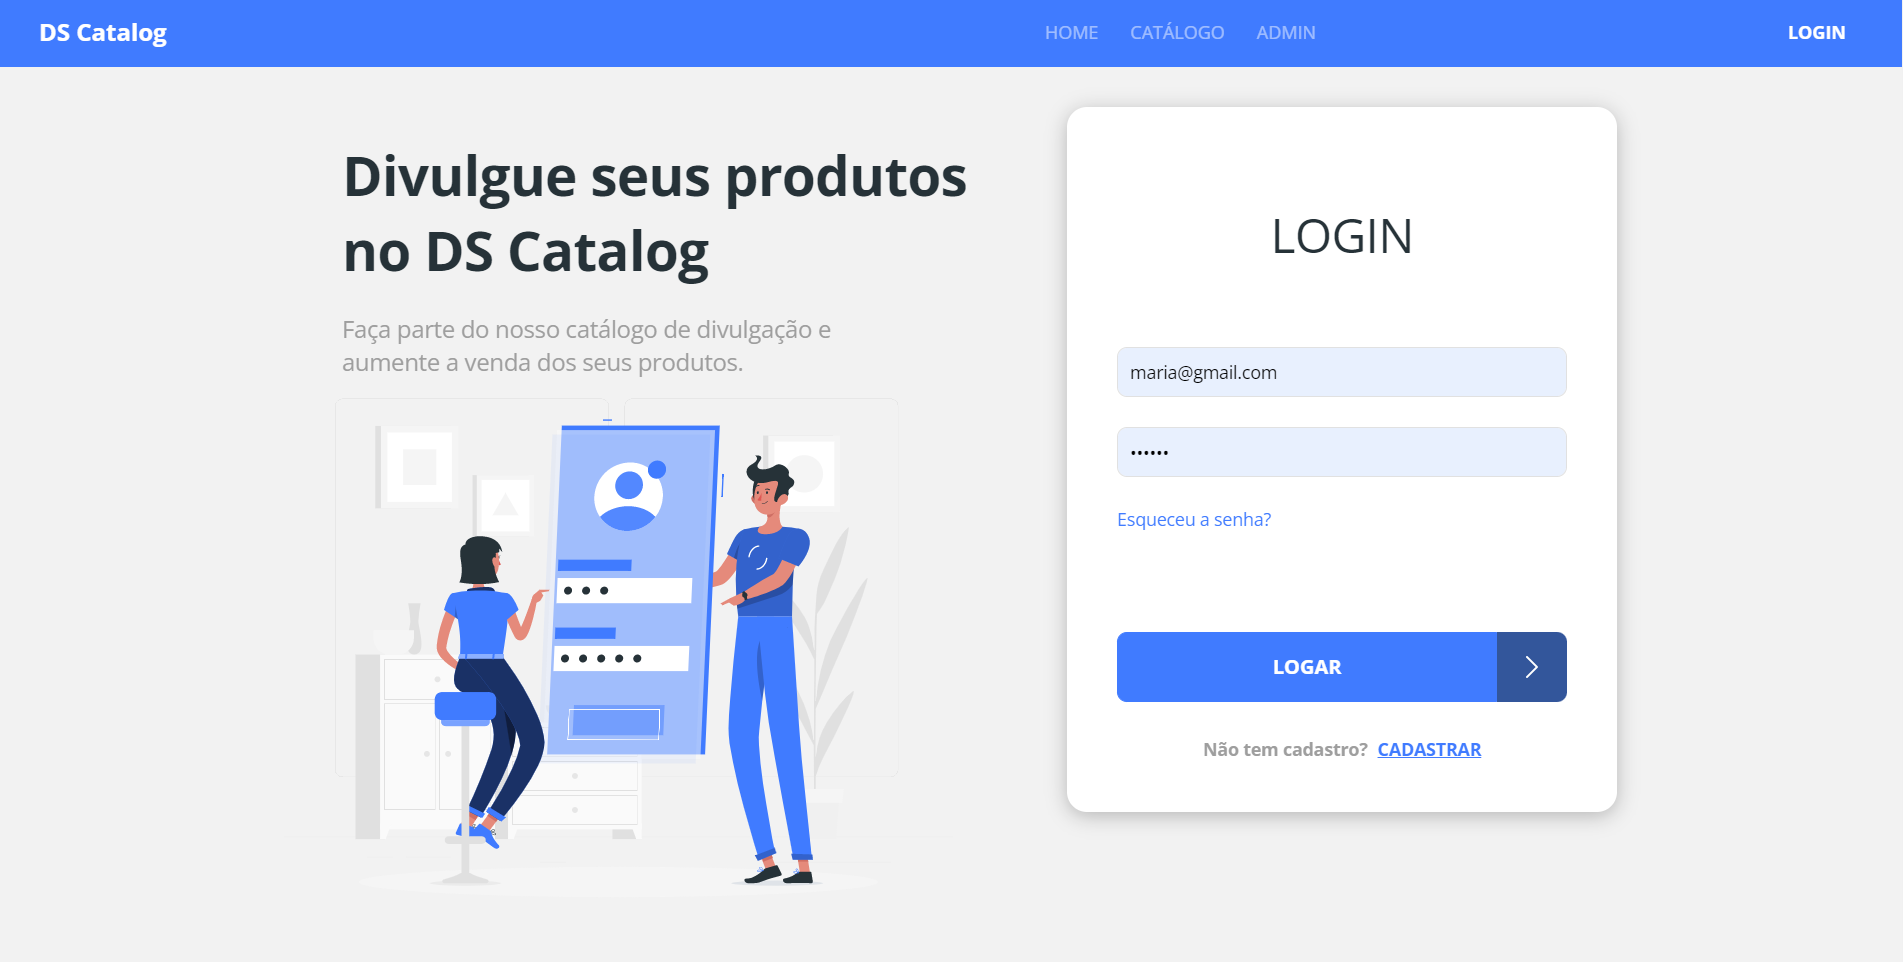 DS Catalog
HOME CATÁLOGO ADMIN
LOGIN
Divulgue seus produtos
no DS Catalog
Faça parte do nosso catálogo de divulgação e
aumente a venda dos seus produtos.
LOGIN
maria@gmail.com
••••••
Esqueceu a senha?
LOGAR
Não tem cadastro? CADASTRAR